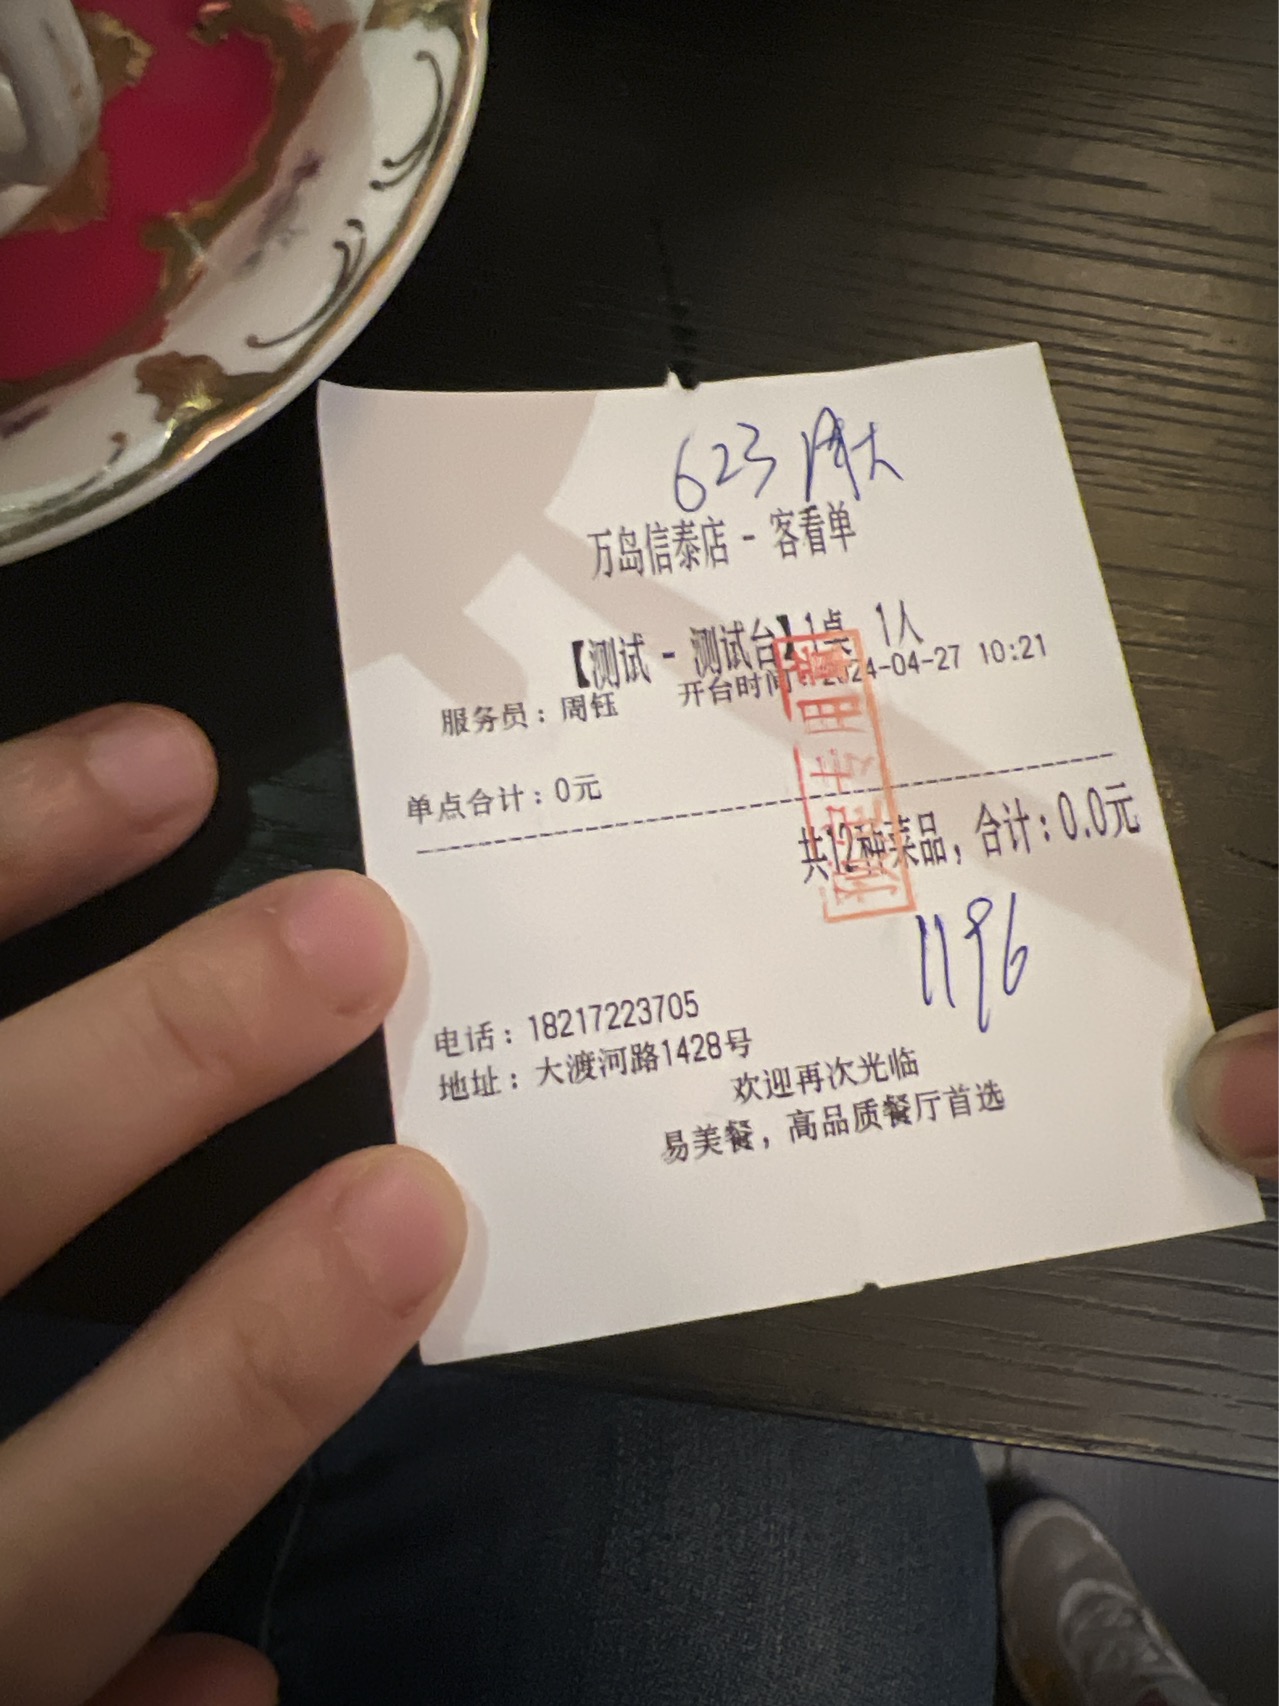 623
万岛信泰店 - 客看单
【测试 - 测试台】1桌 1人
服务员：周钰 开台时间：2024-04-27 10:21
单点合计：0元
共12种菜品，合计：0.0元
1196
电话：18217223705
地址：大渡河路1428号
欢迎再次光临
易美餐，高品质餐厅首选